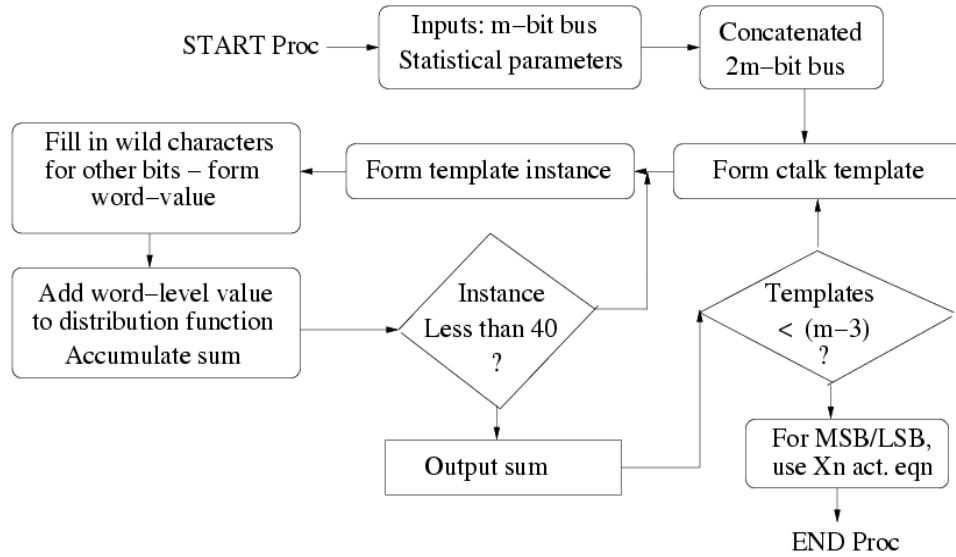 START Proc
Inputs: m−bit bus
Statistical parameters
Concatenated
2m−bit bus
Form ctalk template
Form template instance
Fill in wild characters
for other bits − form
word−value
Add word−level value
to distribution function
Accumulate sum
Instance
Less than 40
?
Output sum
Templates
< (m−3)
?
For MSB/LSB,
use Xn act. eqn
END Proc